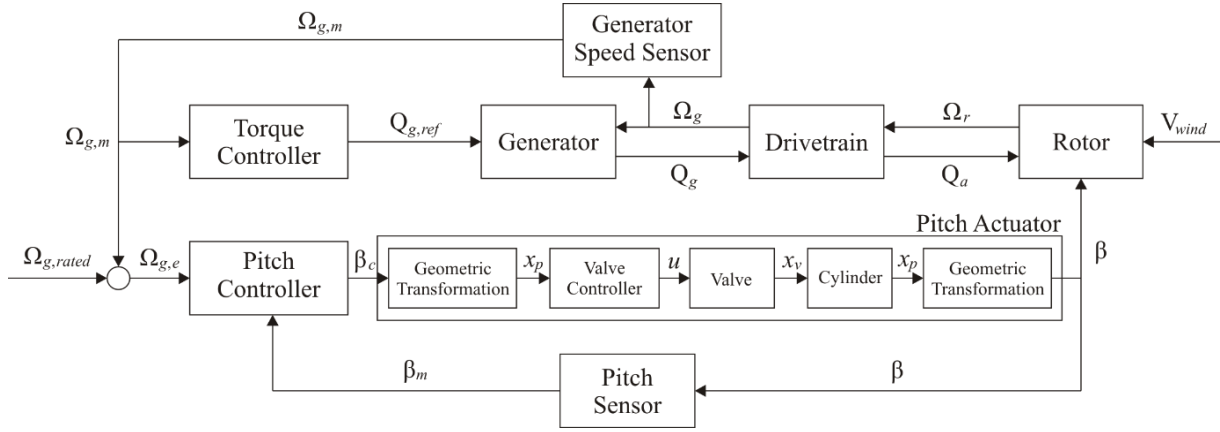 Ω_{g,m}
Generator
Speed Sensor
Ω_{g,m}
Torque
Controller
Q_{g,ref}
Generator
Ω_g
Q_g
Drivetrain
Ω_r
Q_a
Rotor
V_{wind}
Pitch Actuator
Ω_{g,rated}
Ω_{g,e}
Pitch
Controller
β_c
Geometric
Transformation
x_p
Valve
Controller
u
Valve
x_v
Cylinder
x_p
Geometric
Transformation
β
β_m
Pitch
Sensor
β